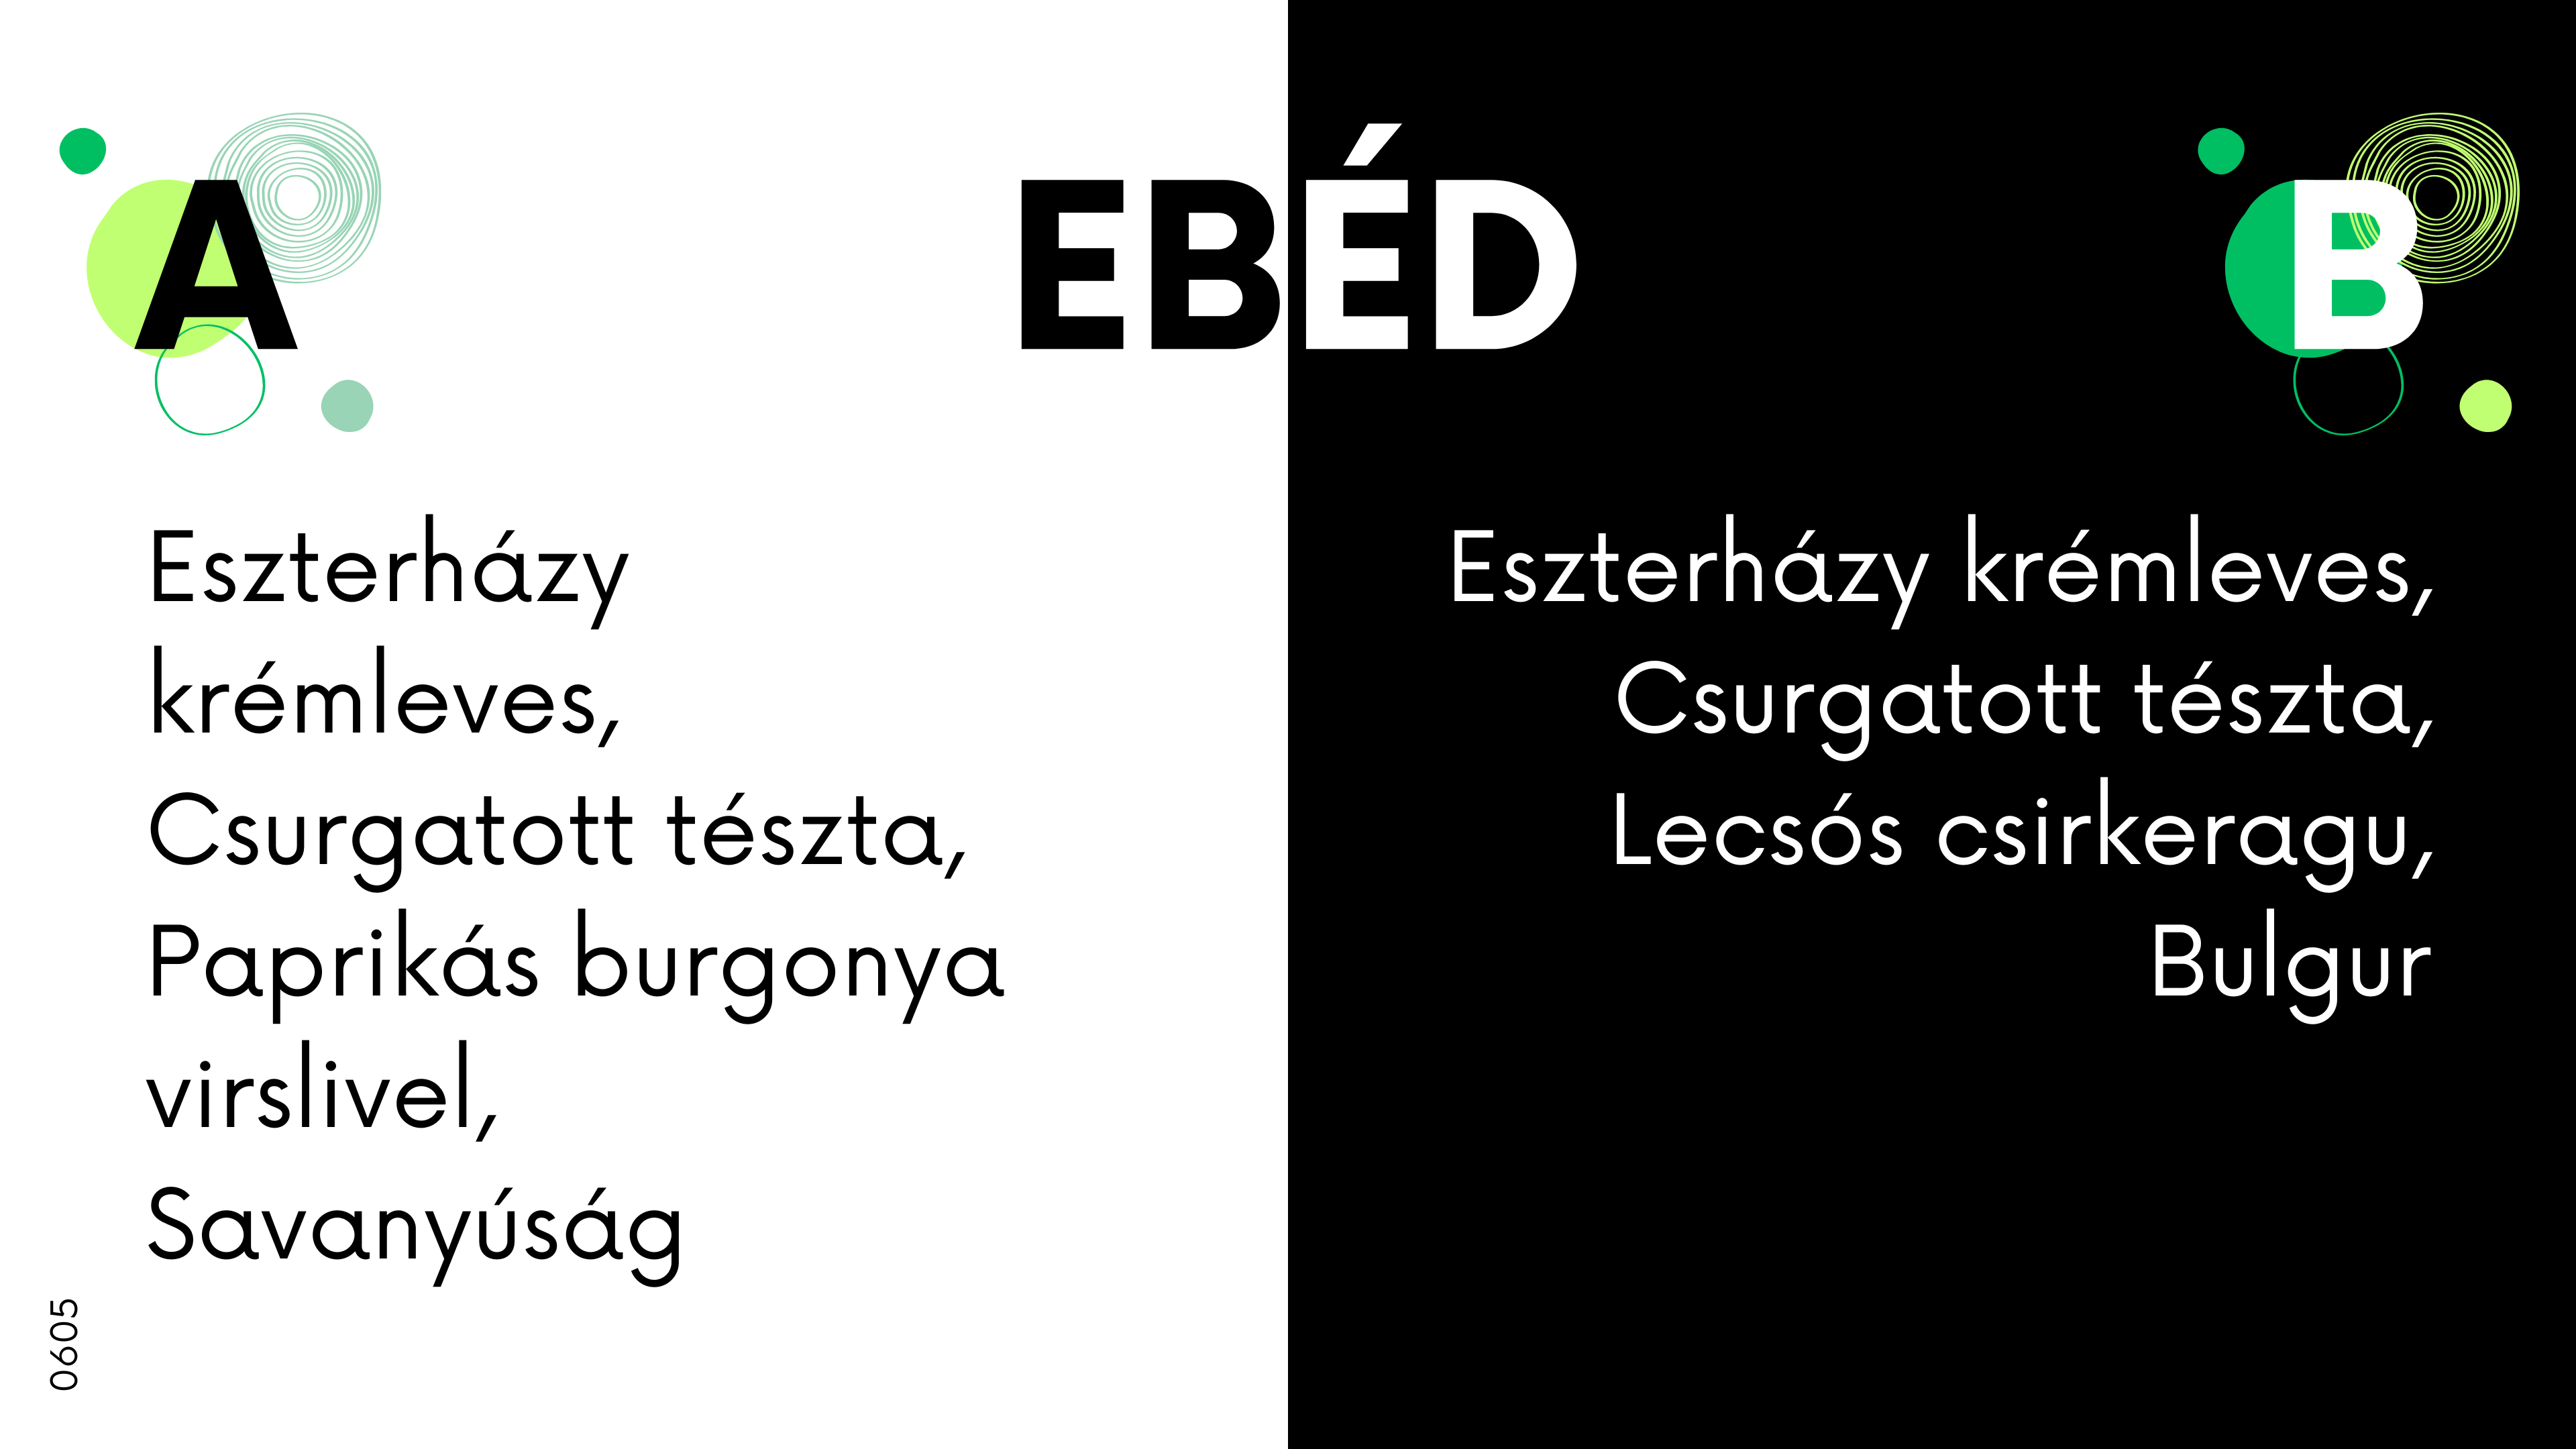 A
EBÉD
B
Eszterházy
krémleves,
Csurgatott tészta,
Paprikás burgonya
virslivel,
Savanyúság
Eszterházy krémleves,
Csurgatott tészta,
Lecsós csirkeragu,
Bulgur
0605